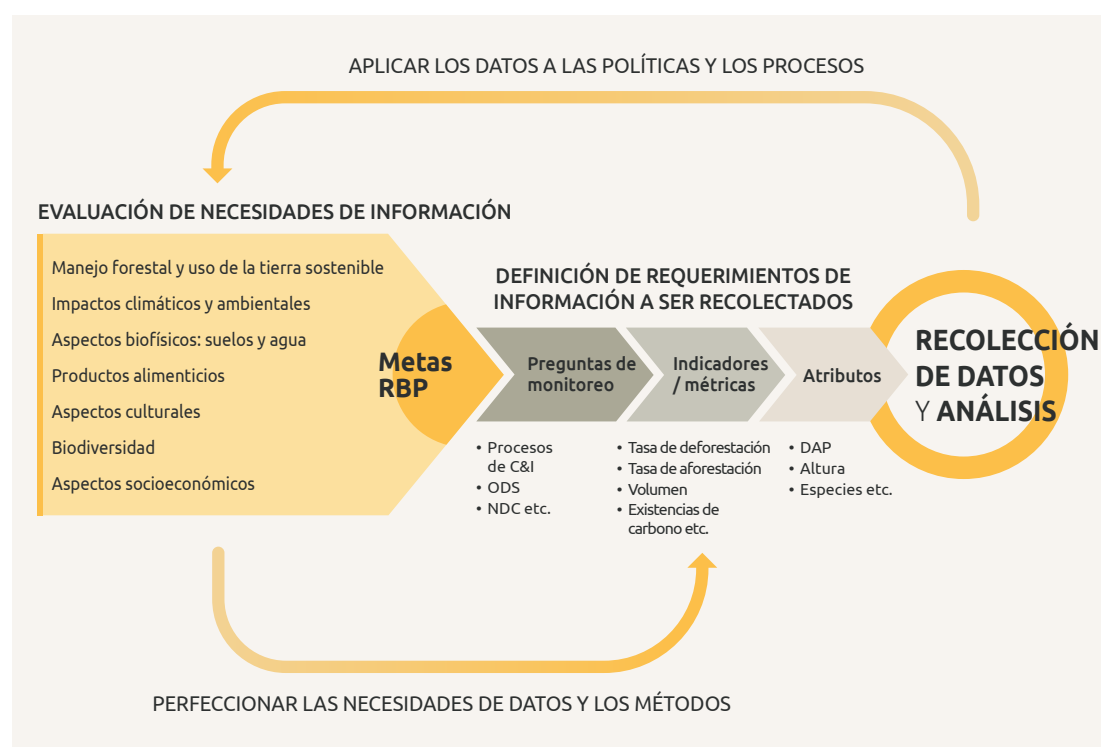 APLICAR LOS DATOS A LAS POLÍTICAS Y LOS PROCESOS
EVALUACIÓN DE NECESIDADES DE INFORMACIÓN
Manejo forestal y uso de la tierra sostenible
Impactos climáticos y ambientales
Aspectos biofísicos: suelos y agua
Productos alimenticios
Aspectos culturales
Biodiversidad
Aspectos socioeconómicos
Metas
RBP
DEFINICIÓN DE REQUERIMIENTOS DE
INFORMACIÓN A SER RECOLECTADOS
Preguntas de
monitoreo
• Procesos
de C&I
• ODS
• NDC etc.
Indicadores
/ métricas
• Tasa de deforestación
• Tasa de aforestación
• Volumen
• Existencias de
carbono etc.
Atributos
• DAP
• Altura
• Especies etc.
RECOLECCIÓN
DE DATOS
Y ANÁLISIS
PERFECCIONAR LAS NECESIDADES DE DATOS Y LOS MÉTODOS